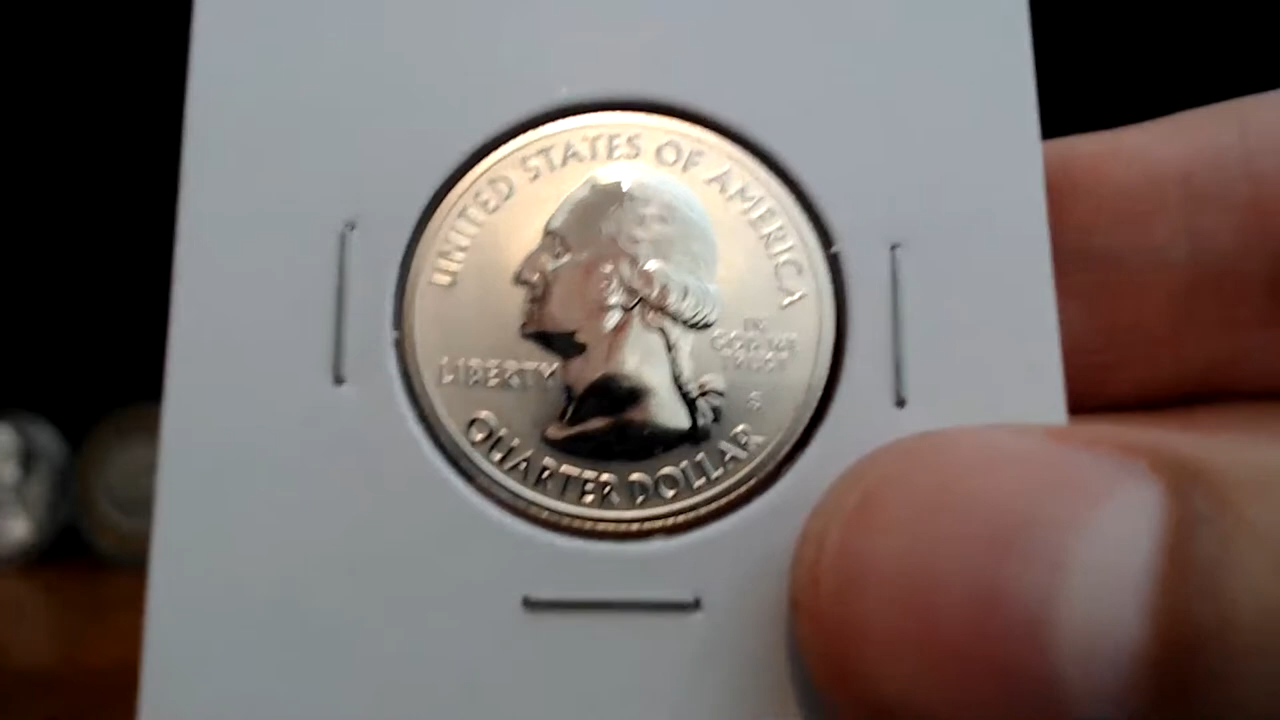 UNITED STATES OF AMERICA
LIBERTY
IN
GOD WE
TRUST
S
QUARTER DOLLAR